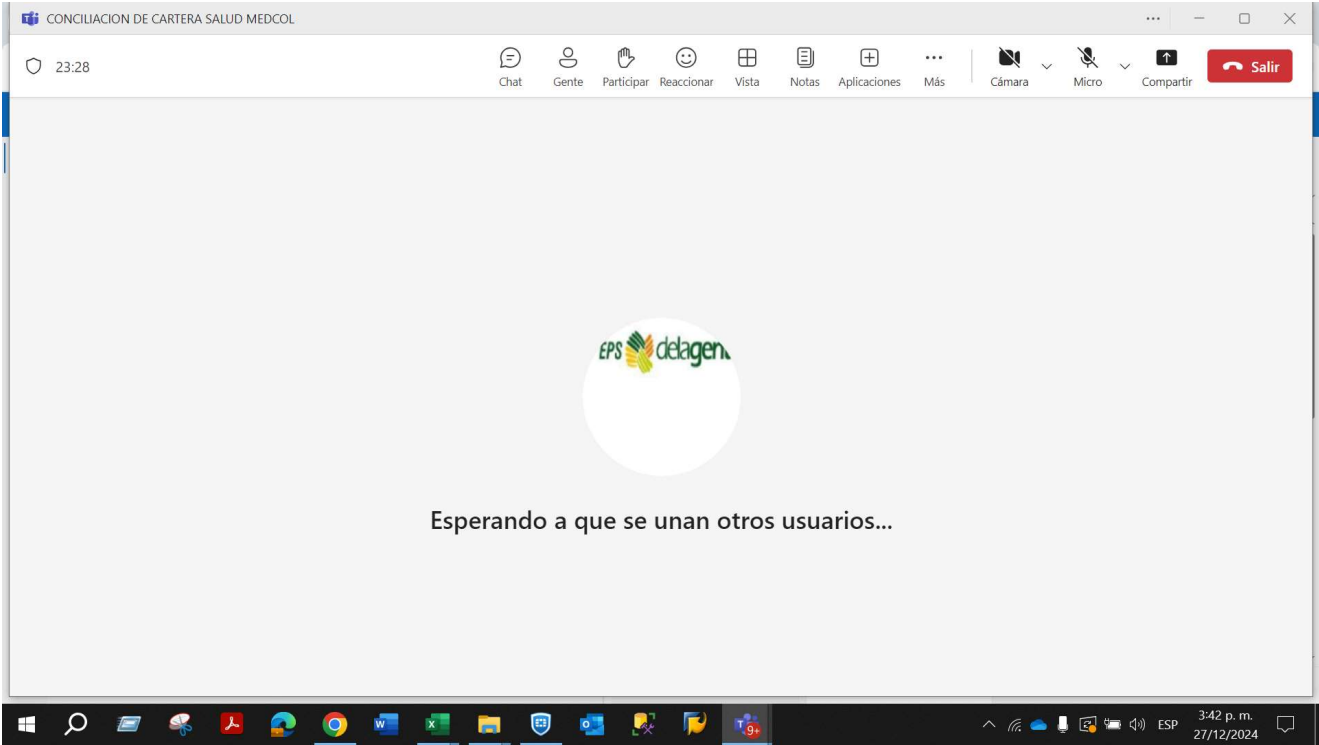 CONCILIACION DE CARTERA SALUD MEDCOL
23:28
Chat
Gente
Participar
Reaccionar
Vista
Notas
Aplicaciones
Más
Cámara
Micro
Compartir
Salir
EPS delagen
Esperando a que se unan otros usuarios...
9+
ESP
3:42 p. m.
27/12/2024